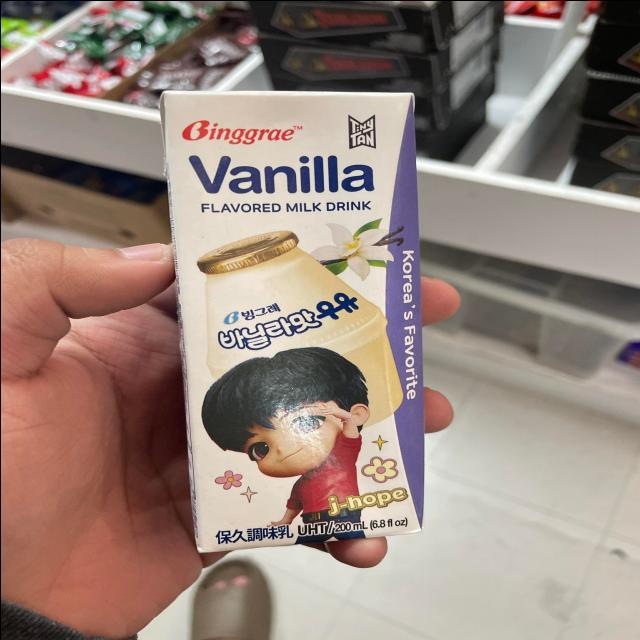 Binggrae™
TinyTAN
Vanilla
FLAVORED MILK DRINK
Korea's Favorite
빙그레
바닐라맛우유
j-hope
保久調味乳 UHT/200 mL (6.8 fl oz)